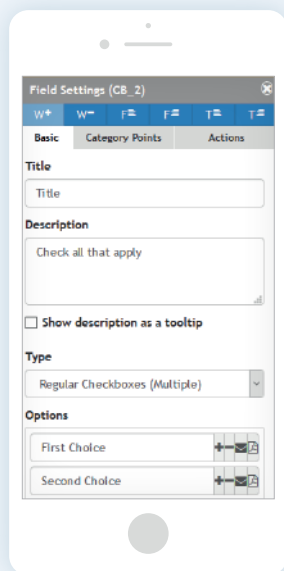 Field Settings (CB_2)
W+ W− F F T T
Basic Category Points Actions
Title
Title
Description
Check all that apply
Show description as a tooltip
Type
Regular Checkboxes (Multiple)
Options
First Choice
Second Choice